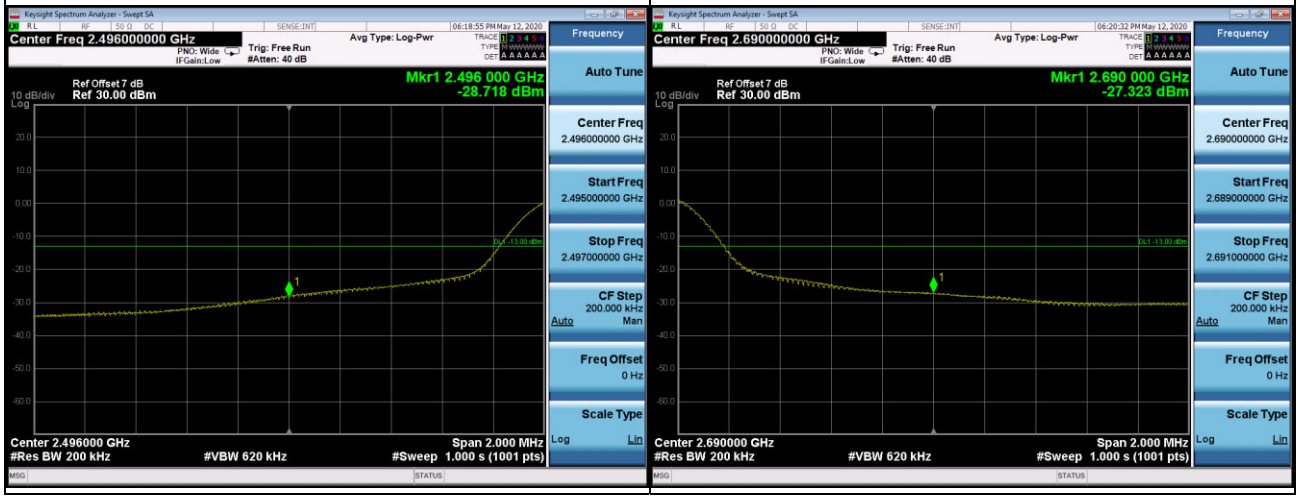 Keysight Spectrum Analyzer - Swept SA
RL RF 50 Ω DC SENSE:INT 06:18:55 PM May 12, 2020
Center Freq 2.496000000 GHz
Avg Type: Log-Pwr
TRACE 1 2 3 4 5 6
PNO: Wide Trig: Free Run
TYPE M WWWWW
IFGain:Low #Atten: 40 dB
DET A A A A A A
Mkr1 2.496 000 GHz
-28.718 dBm
Ref Offset 7 dB
10 dB/div Ref 30.00 dBm
Log
20.0
10.0
0.00
-10.0
DL1 -13.00 dBm
-20.0
1
-30.0
-40.0
-50.0
-60.0
Center 2.496000 GHz Span 2.000 MHz
#Res BW 200 kHz #VBW 620 kHz #Sweep 1.000 s (1001 pts)
MSG STATUS
Frequency
Auto Tune
Center Freq
2.496000000 GHz
Start Freq
2.495000000 GHz
Stop Freq
2.497000000 GHz
CF Step
200.000 kHz
Auto Man
Freq Offset
0 Hz
Scale Type
Log Lin
Keysight Spectrum Analyzer - Swept SA
RL RF 50 Ω DC SENSE:INT 06:20:32 PM May 12, 2020
Center Freq 2.690000000 GHz
Avg Type: Log-Pwr
TRACE 1 2 3 4 5 6
PNO: Wide Trig: Free Run
TYPE M WWWWW
IFGain:Low #Atten: 40 dB
DET A A A A A A
Mkr1 2.690 000 GHz
-27.323 dBm
Ref Offset 7 dB
10 dB/div Ref 30.00 dBm
Log
20.0
10.0
0.00
-10.0
DL1 -13.00 dBm
-20.0
1
-30.0
-40.0
-50.0
-60.0
Center 2.690000 GHz Span 2.000 MHz
#Res BW 200 kHz #VBW 620 kHz #Sweep 1.000 s (1001 pts)
MSG STATUS
Frequency
Auto Tune
Center Freq
2.690000000 GHz
Start Freq
2.689000000 GHz
Stop Freq
2.691000000 GHz
CF Step
200.000 kHz
Auto Man
Freq Offset
0 Hz
Scale Type
Log Lin